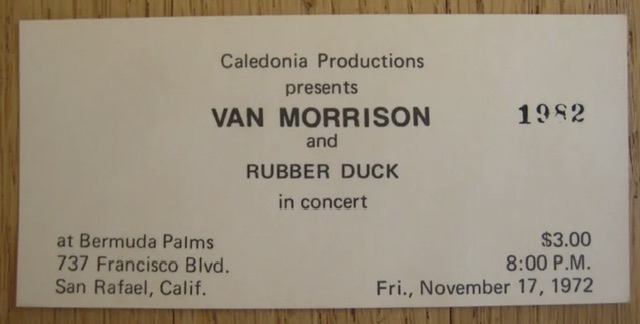 Caledonia Productions
presents
VAN MORRISON
1982
and
RUBBER DUCK
in concert
at Bermuda Palms
$3.00
737 Francisco Blvd.
8:00 P.M.
San Rafael, Calif.
Fri., November 17, 1972